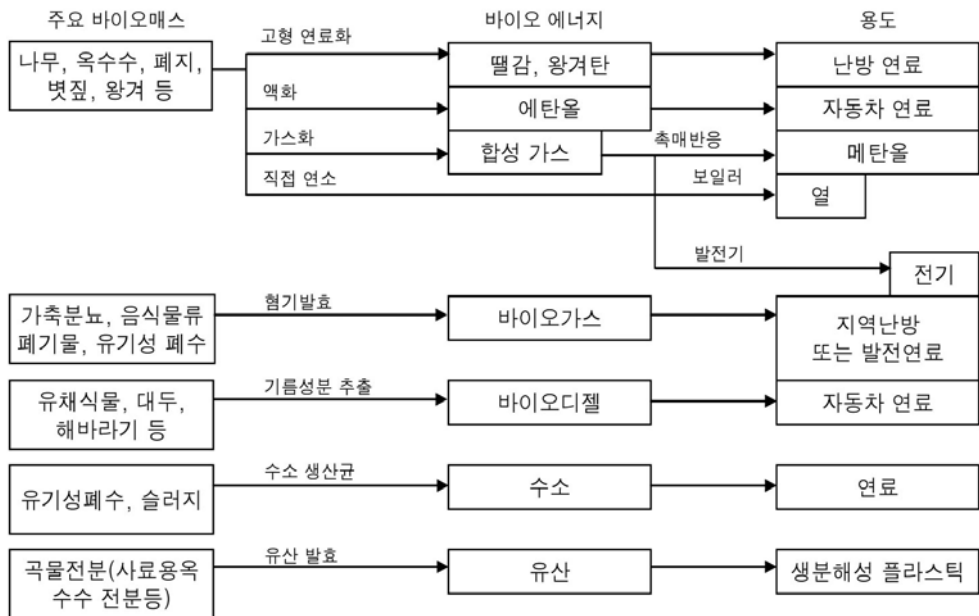 주요 바이오매스
바이오 에너지
용도
나무, 옥수수, 폐지,
볏짚, 왕겨 등
고형 연료화
땔감, 왕겨탄
난방 연료
액화
에탄올
자동차 연료
가스화
합성 가스
촉매반응
메탄올
직접 연소
보일러
열
발전기
전기
가축분뇨, 음식물류
폐기물, 유기성 폐수
혐기발효
바이오가스
지역난방
또는 발전연료
유채식물, 대두,
해바라기 등
기름성분 추출
바이오디젤
자동차 연료
유기성폐수, 슬러지
수소 생산균
수소
연료
곡물전분(사료용옥
수수 전분등)
유산 발효
유산
생분해성 플라스틱